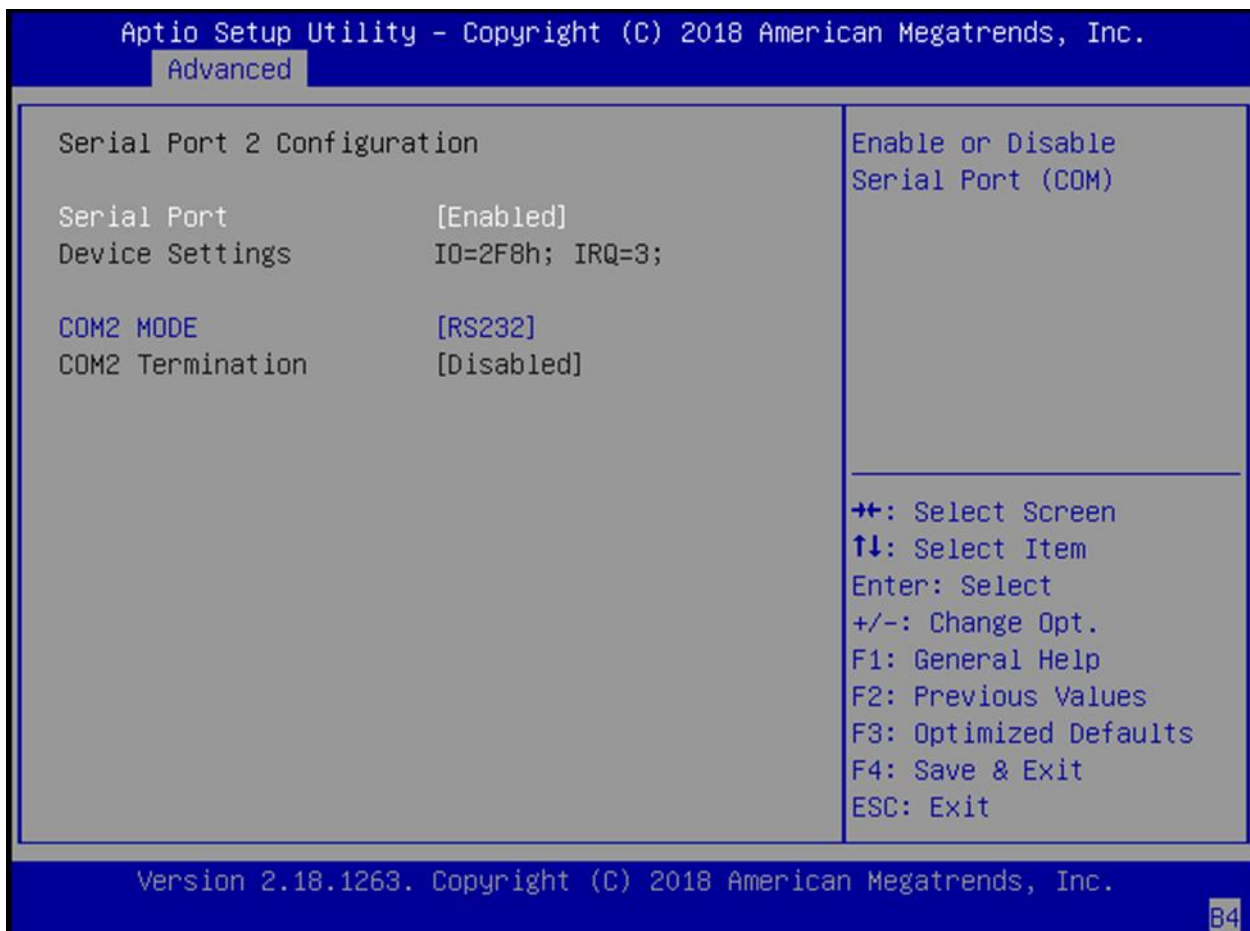 Aptio Setup Utility – Copyright (C) 2018 American Megatrends, Inc.
Advanced
Serial Port 2 Configuration
Serial Port [Enabled]
Device Settings IO=2F8h; IRQ=3;
COM2 MODE [RS232]
COM2 Termination [Disabled]
Enable or Disable
Serial Port (COM)
→←: Select Screen
↑↓: Select Item
Enter: Select
+/-: Change Opt.
F1: General Help
F2: Previous Values
F3: Optimized Defaults
F4: Save & Exit
ESC: Exit
Version 2.18.1263. Copyright (C) 2018 American Megatrends, Inc.
B4